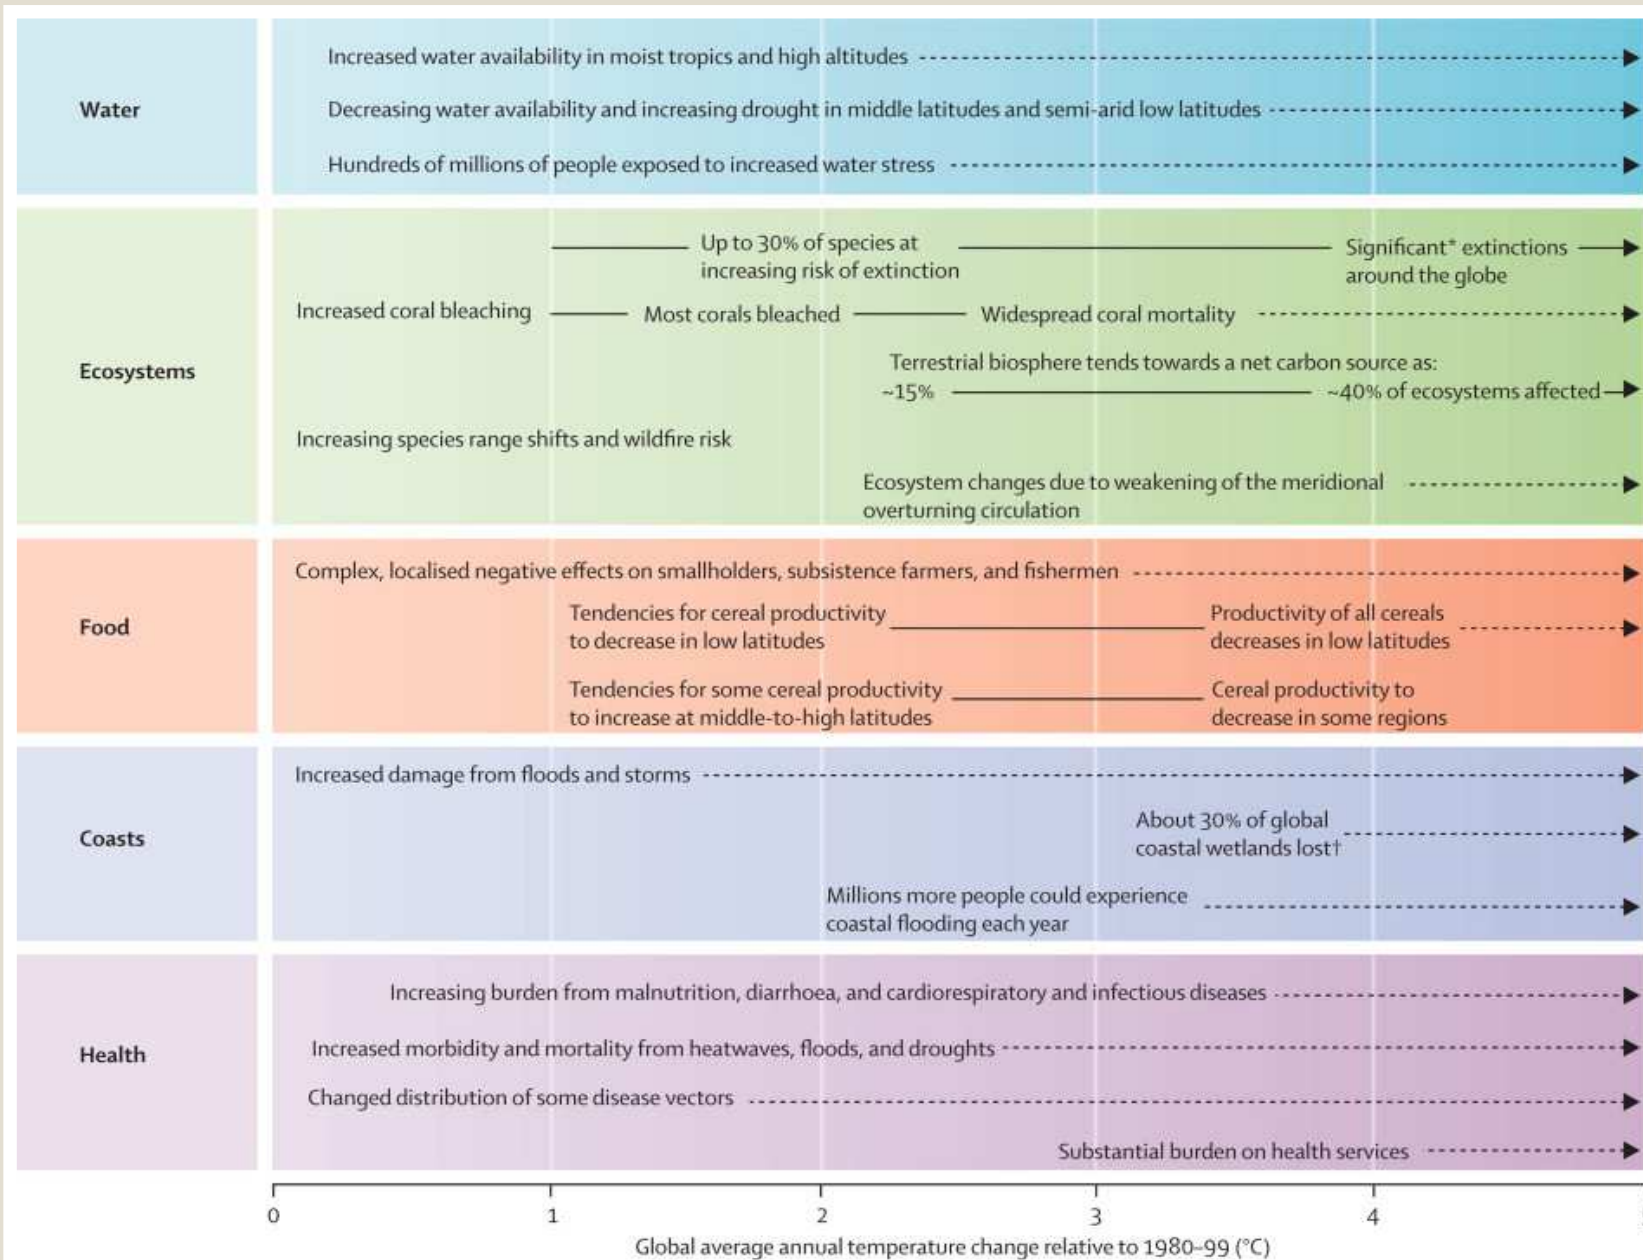 Water
Increased water availability in moist tropics and high altitudes
Decreasing water availability and increasing drought in middle latitudes and semi-arid low latitudes
Hundreds of millions of people exposed to increased water stress
Ecosystems
Up to 30% of species at
increasing risk of extinction
Significant* extinctions
around the globe
Increased coral bleaching
Most corals bleached
Widespread coral mortality
Terrestrial biosphere tends towards a net carbon source as:
~15%
~40% of ecosystems affected
Increasing species range shifts and wildfire risk
Ecosystem changes due to weakening of the meridional
overturning circulation
Food
Complex, localised negative effects on smallholders, subsistence farmers, and fishermen
Tendencies for cereal productivity
to decrease in low latitudes
Productivity of all cereals
decreases in low latitudes
Tendencies for some cereal productivity
to increase at middle-to-high latitudes
Cereal productivity to
decrease in some regions
Coasts
Increased damage from floods and storms
About 30% of global
coastal wetlands lost†
Millions more people could experience
coastal flooding each year
Health
Increasing burden from malnutrition, diarrhoea, and cardiorespiratory and infectious diseases
Increased morbidity and mortality from heatwaves, floods, and droughts
Changed distribution of some disease vectors
Substantial burden on health services
0 1 2 3 4
Global average annual temperature change relative to 1980–99 (°C)